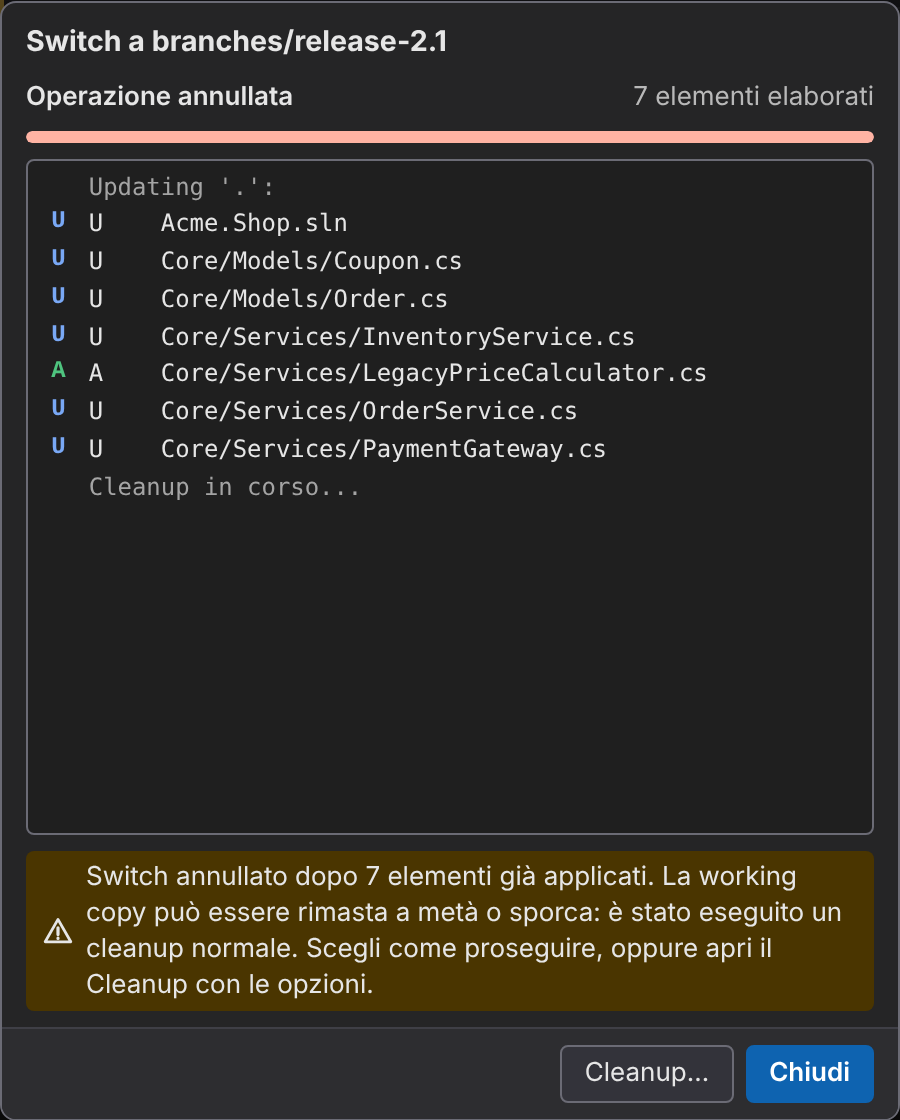 Switch a branches/release-2.1
Operazione annullata 7 elementi elaborati
Updating '.':
U U Acme.Shop.sln
U U Core/Models/Coupon.cs
U U Core/Models/Order.cs
U U Core/Services/InventoryService.cs
A A Core/Services/LegacyPriceCalculator.cs
U U Core/Services/OrderService.cs
U U Core/Services/PaymentGateway.cs
Cleanup in corso...
Switch annullato dopo 7 elementi già applicati. La working
copy può essere rimasta a metà o sporca: è stato eseguito un
cleanup normale. Scegli come proseguire, oppure apri il
Cleanup con le opzioni.
Cleanup... Chiudi